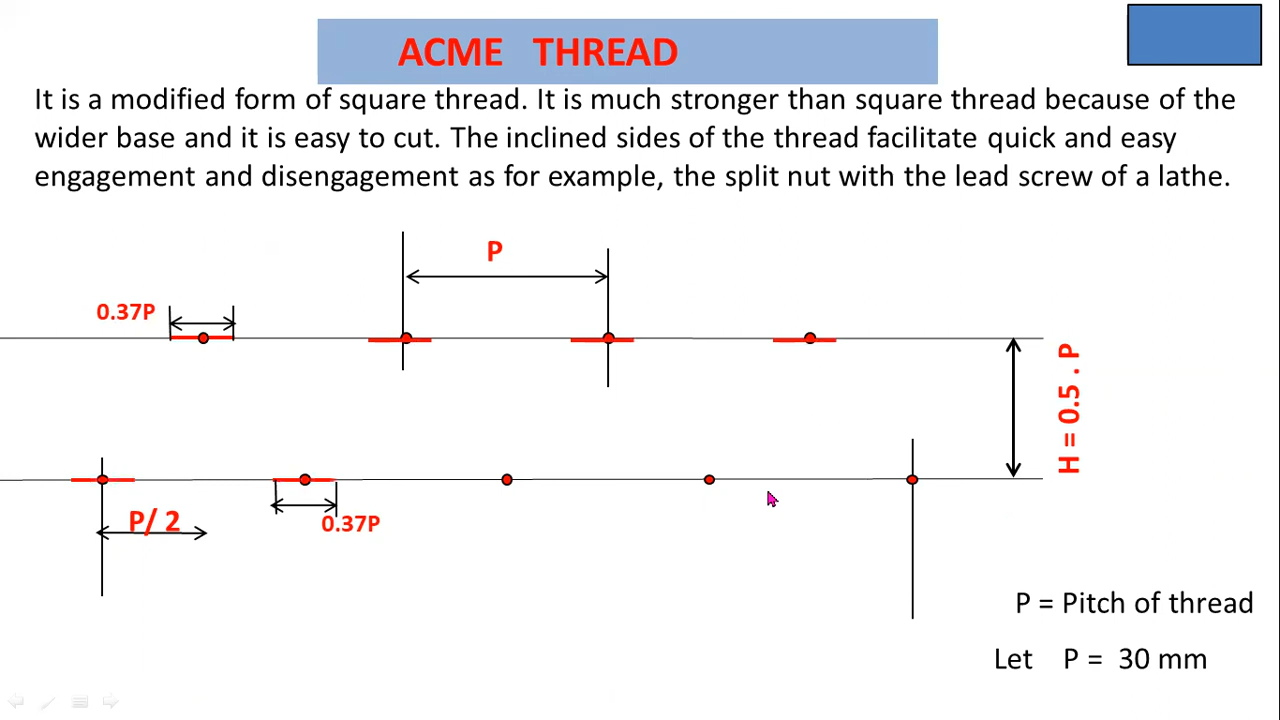 ACME THREAD
It is a modified form of square thread. It is much stronger than square thread because of the
wider base and it is easy to cut. The inclined sides of the thread facilitate quick and easy
engagement and disengagement as for example, the split nut with the lead screw of a lathe.
P
0.37P
H = 0.5 . P
P/ 2
0.37P
P = Pitch of thread
Let P = 30 mm